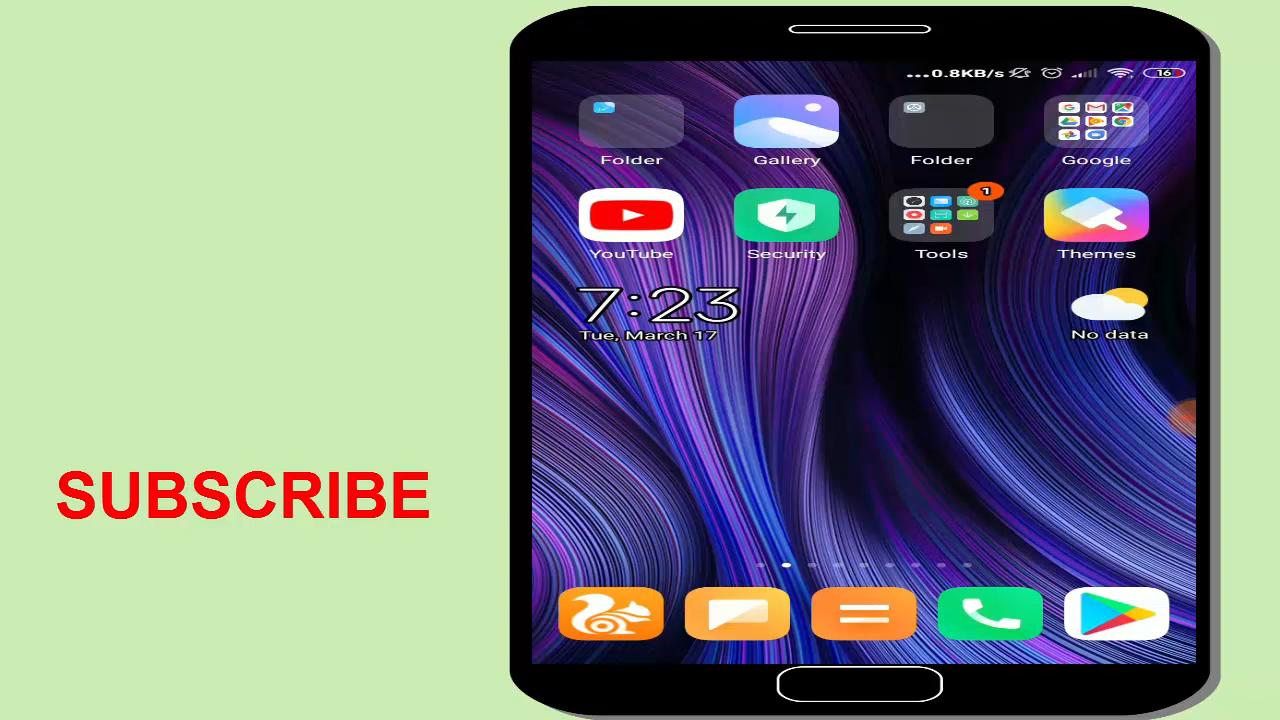 ...0.8KB/s 16
Folder Gallery Folder Google
1
YouTube Security Tools Themes
7:23
Tue, March 17 No data
SUBSCRIBE